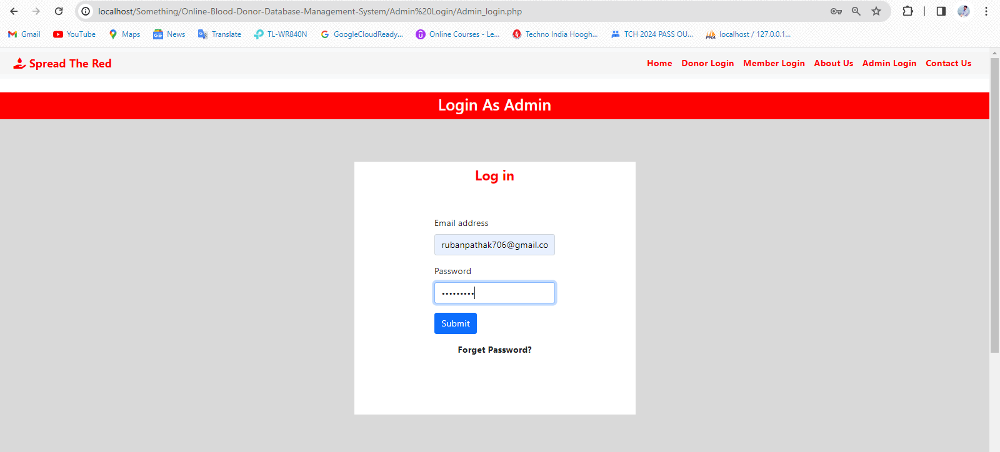 localhost/Something/Online-Blood-Donor-Database-Management-System/Admin%20Login/Admin_login.php
Gmail YouTube Maps News Translate TL-WR840N GoogleCloudReady... Online Courses - Le... Techno India Hoogh... TCH 2024 PASS OU... PMA localhost / 127.0.0.1...
Spread The Red Home Donor Login Member Login About Us Admin Login Contact Us
Login As Admin
Log in
Email address
rubanpathak706@gmail.co
Password
•••••••••
Submit
Forget Password?